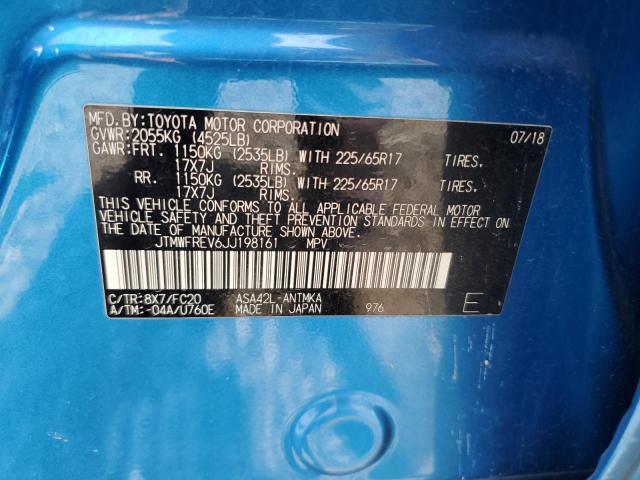 MFD.BY:TOYOTA MOTOR CORPORATION 07/18
GVWR:2055KG (4525LB)
GAWR:FRT. 1150KG (2535LB) WITH 225/65R17 TIRES.
17X7J RIMS.
RR. 1150KG (2535LB) WITH 225/65R17 TIRES.
17X7J RIMS.
THIS VEHICLE CONFORMS TO ALL APPLICABLE FEDERAL MOTOR
VEHICLE SAFETY AND THEFT PREVENTION STANDARDS IN EFFECT ON
THE DATE OF MANUFACTURE SHOWN ABOVE.
JTMWFREV6JJ198161 MPV
C/TR:8X7/FC20 ASA42L-ANTMKA
A/TM:-04A/U760E MADE IN JAPAN 976 E